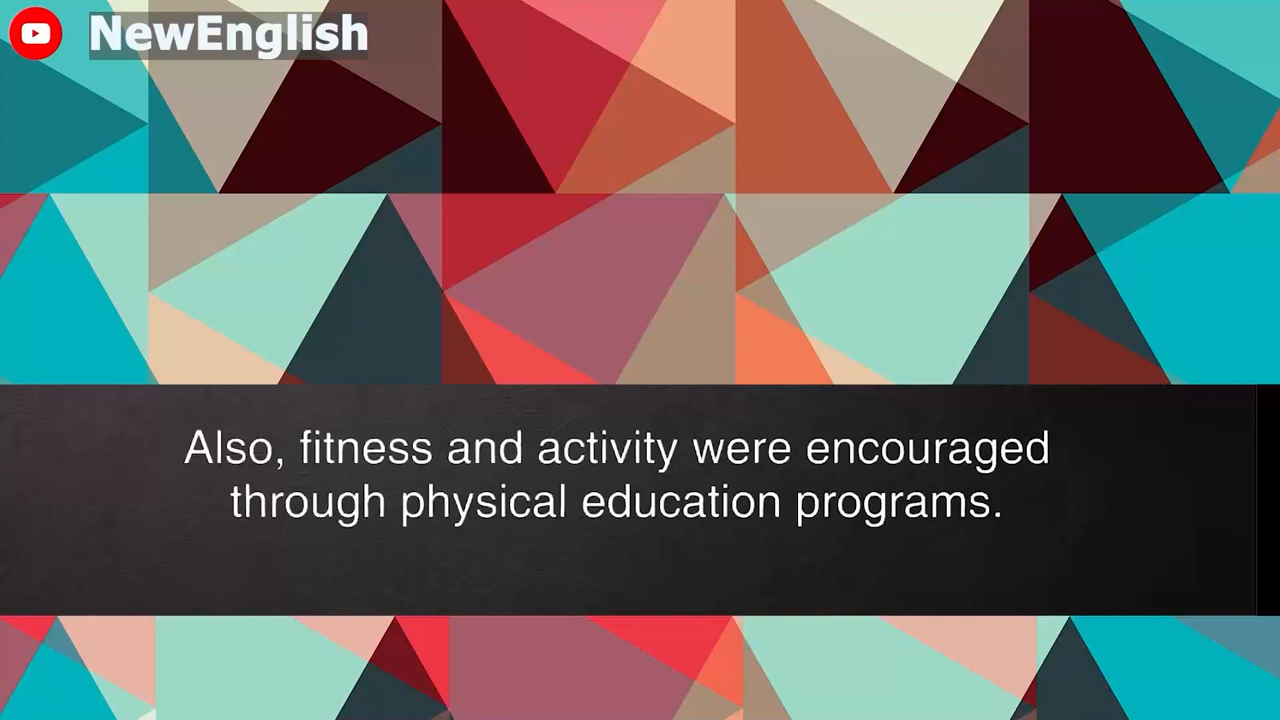 NewEnglish
Also, fitness and activity were encouraged
through physical education programs.